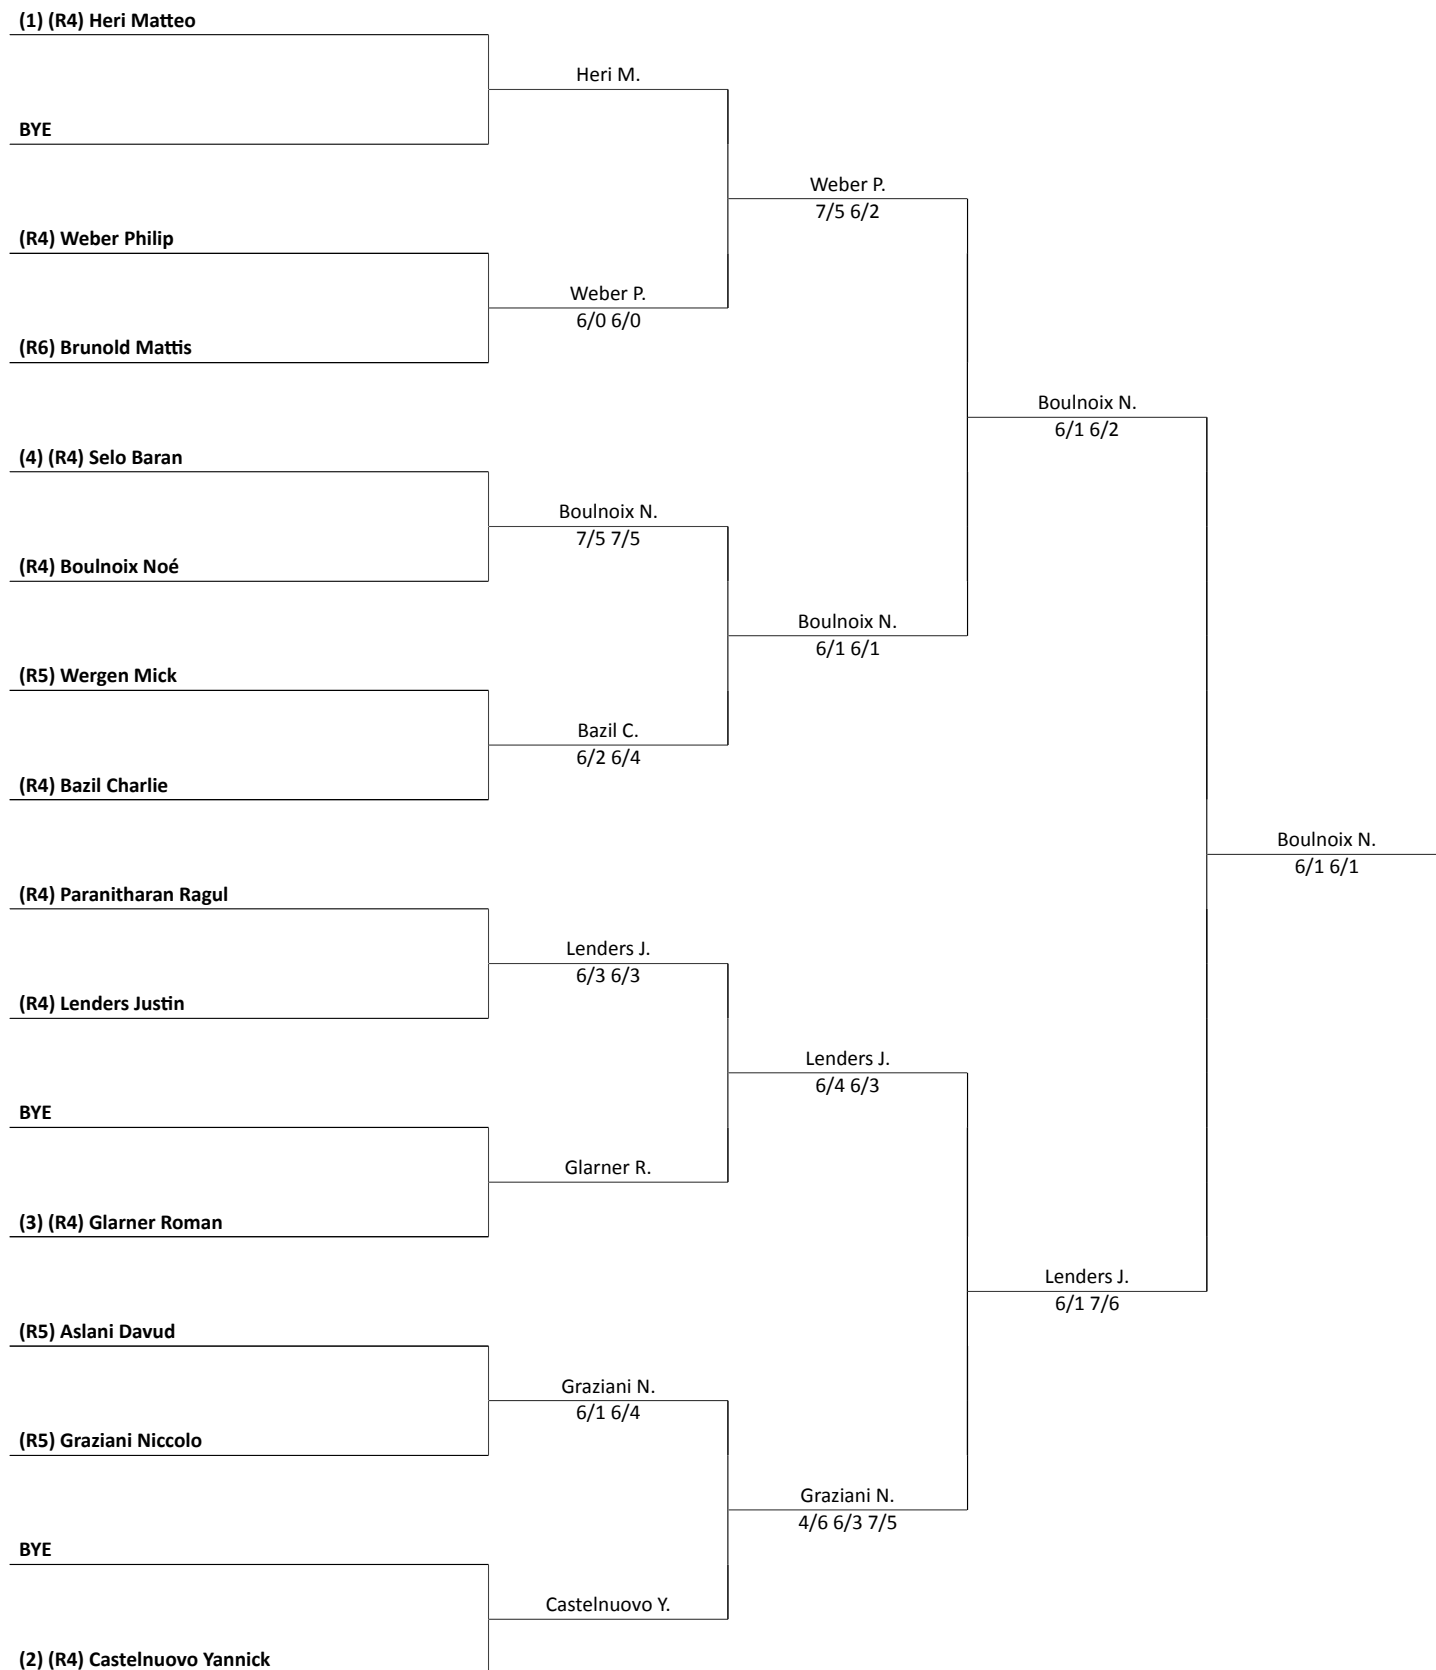 (1) (R4) Heri Matteo
Heri M.
BYE
Weber P.
7/5 6/2
(R4) Weber Philip
Weber P.
6/0 6/0
(R6) Brunold Mattis
Boulnoix N.
6/1 6/2
(4) (R4) Selo Baran
Boulnoix N.
7/5 7/5
(R4) Boulnoix Noé
Boulnoix N.
6/1 6/1
(R5) Wergen Mick
Bazil C.
6/2 6/4
(R4) Bazil Charlie
Boulnoix N.
6/1 6/1
(R4) Paranitharan Ragul
Lenders J.
6/3 6/3
(R4) Lenders Justin
Lenders J.
6/4 6/3
BYE
Glarner R.
(3) (R4) Glarner Roman
Lenders J.
6/1 7/6
(R5) Aslani Davud
Graziani N.
6/1 6/4
(R5) Graziani Niccolo
Graziani N.
4/6 6/3 7/5
BYE
Castelnuovo Y.
(2) (R4) Castelnuovo Yannick